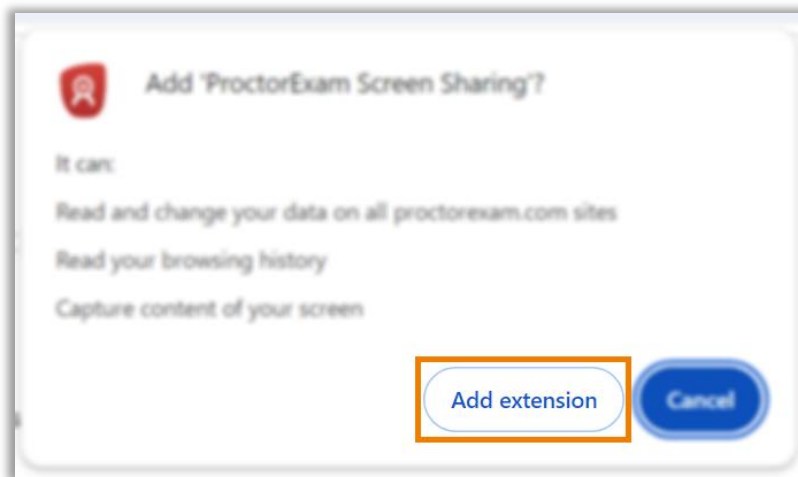 Add 'ProctorExam Screen Sharing'?
It can:
Read and change your data on all proctorexam.com sites
Read your browsing history
Capture content of your screen
Add extension Cancel